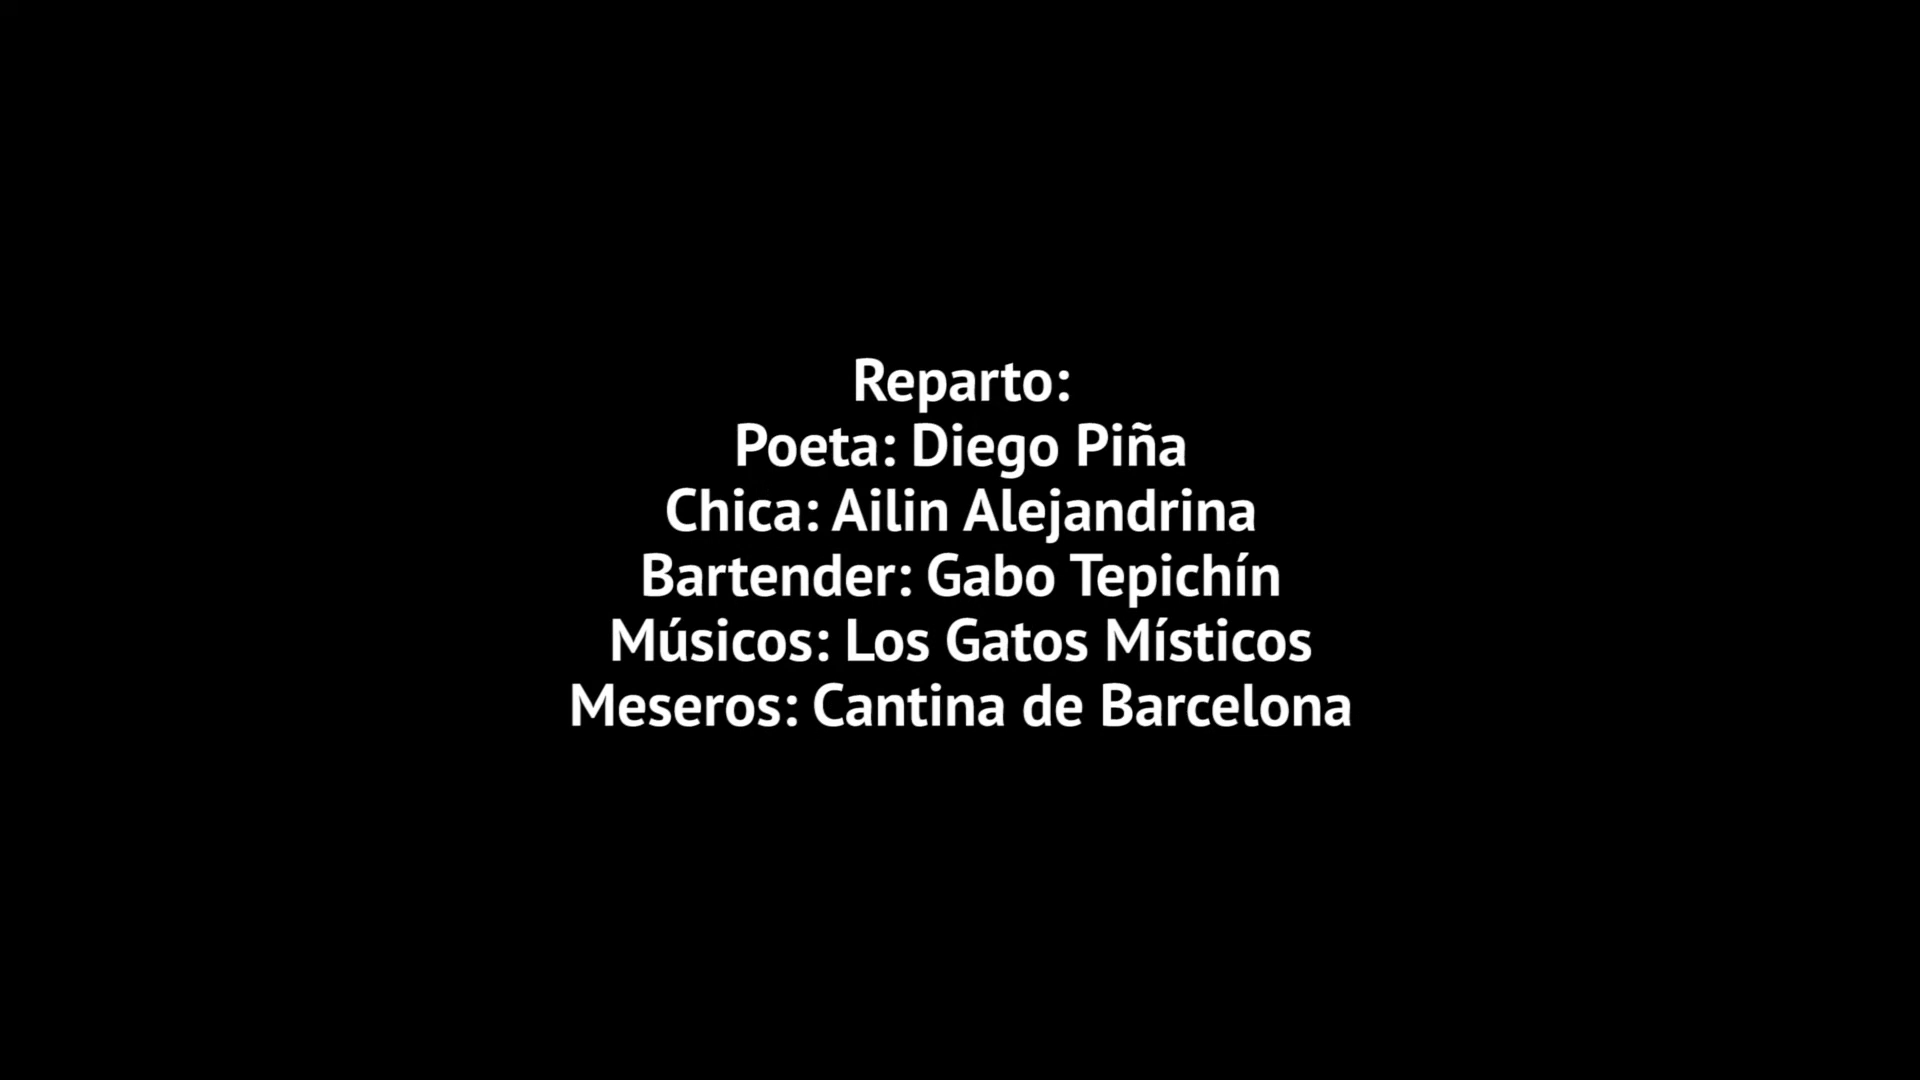 Reparto:
Poeta: Diego Piña
Chica: Ailin Alejandrina
Bartender: Gabo Tepichín
Músicos: Los Gatos Místicos
Meseros: Cantina de Barcelona